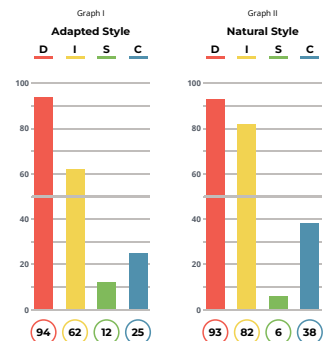 Graph I
Adapted Style
D I S C
100
80
60
40
20
0
94 62 12 25
Graph II
Natural Style
D I S C
100
80
60
40
20
0
93 82 6 38